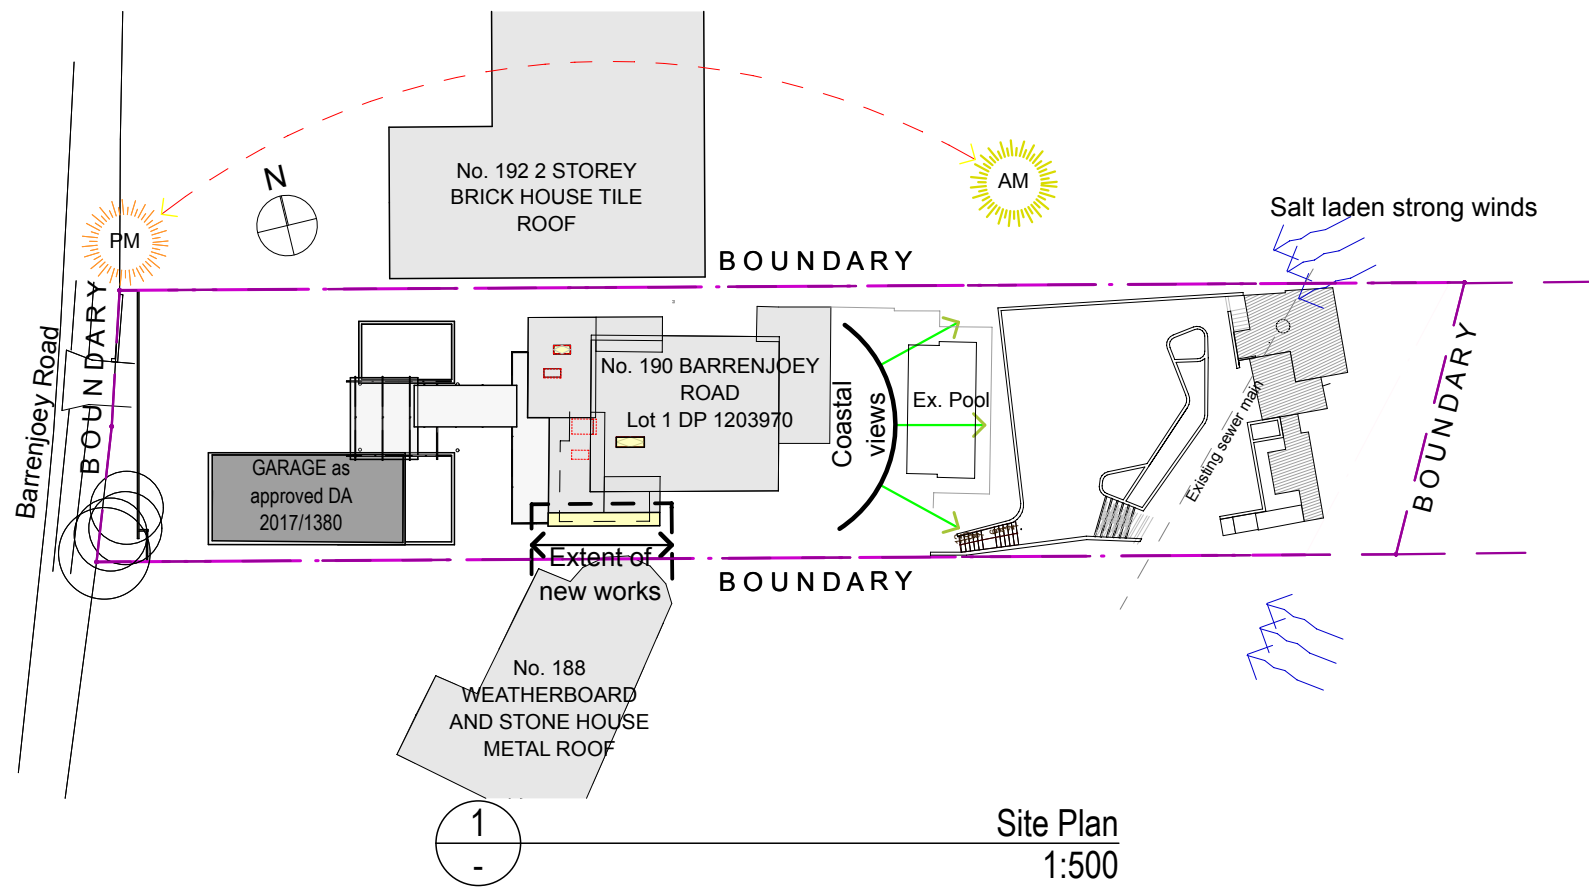 No. 192 2 STOREY
BRICK HOUSE TILE
ROOF
N
AM
PM
Salt laden strong winds
BOUNDARY
BOUNDARY
Barrenjoey Road
No. 190 BARRENJOEY
ROAD
Lot 1 DP 1203970
Coastal
views
Ex. Pool
Existing sewer main
BOUNDARY
GARAGE as
approved DA
2017/1380
Extent of
new works
BOUNDARY
No. 188
WEATHERBOARD
AND STONE HOUSE
METAL ROOF
1
-
Site Plan
1:500